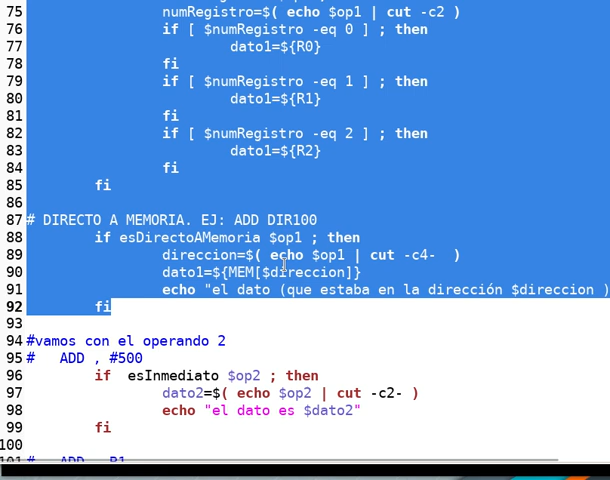 75 numRegistro=$( echo $op1 | cut -c2 )
76 if [ $numRegistro -eq 0 ] ; then
77 dato1=${R0}
78 fi
79 if [ $numRegistro -eq 1 ] ; then
80 dato1=${R1}
81 fi
82 if [ $numRegistro -eq 2 ] ; then
83 dato1=${R2}
84 fi
85 fi
86
87 # DIRECTO A MEMORIA. EJ: ADD DIR100
88 if esDirectoAMemoria $op1 ; then
89 direccion=$( echo $op1 | cut -c4- )
90 dato1=${MEM[$direccion]}
91 echo "el dato (que estaba en la dirección $direccion )
92 fi
93
94 #vamos con el operando 2
95 # ADD , #500
96 if esInmediato $op2 ; then
97 dato2=$( echo $op2 | cut -c2- )
98 echo "el dato es $dato2"
99 fi
100
101 # ADD , R1